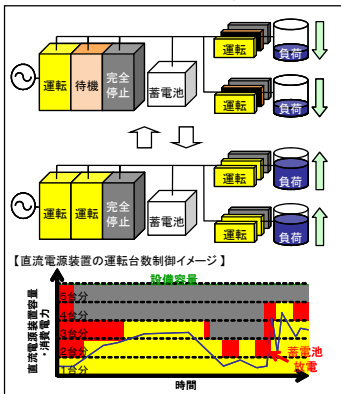 運転
待機
完全
停止
蓄電池
運転
負荷
運転
負荷
運転
運転
完全
停止
蓄電池
運転
負荷
運転
負荷
【直流電源装置の運転台数制御イメージ】
設備容量
直流電源装置容量
・消費電力
5台分
4台分
3台分
2台分
1台分
蓄電池
放電
時間